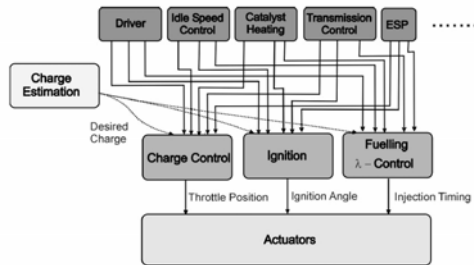 Driver
Idle Speed
Control
Catalyst
Heating
Transmission
Control
ESP
Charge
Estimation
Desired
Charge
Charge Control
Ignition
Fuelling
λ – Control
Throttle Position
Ignition Angle
Injection Timing
Actuators